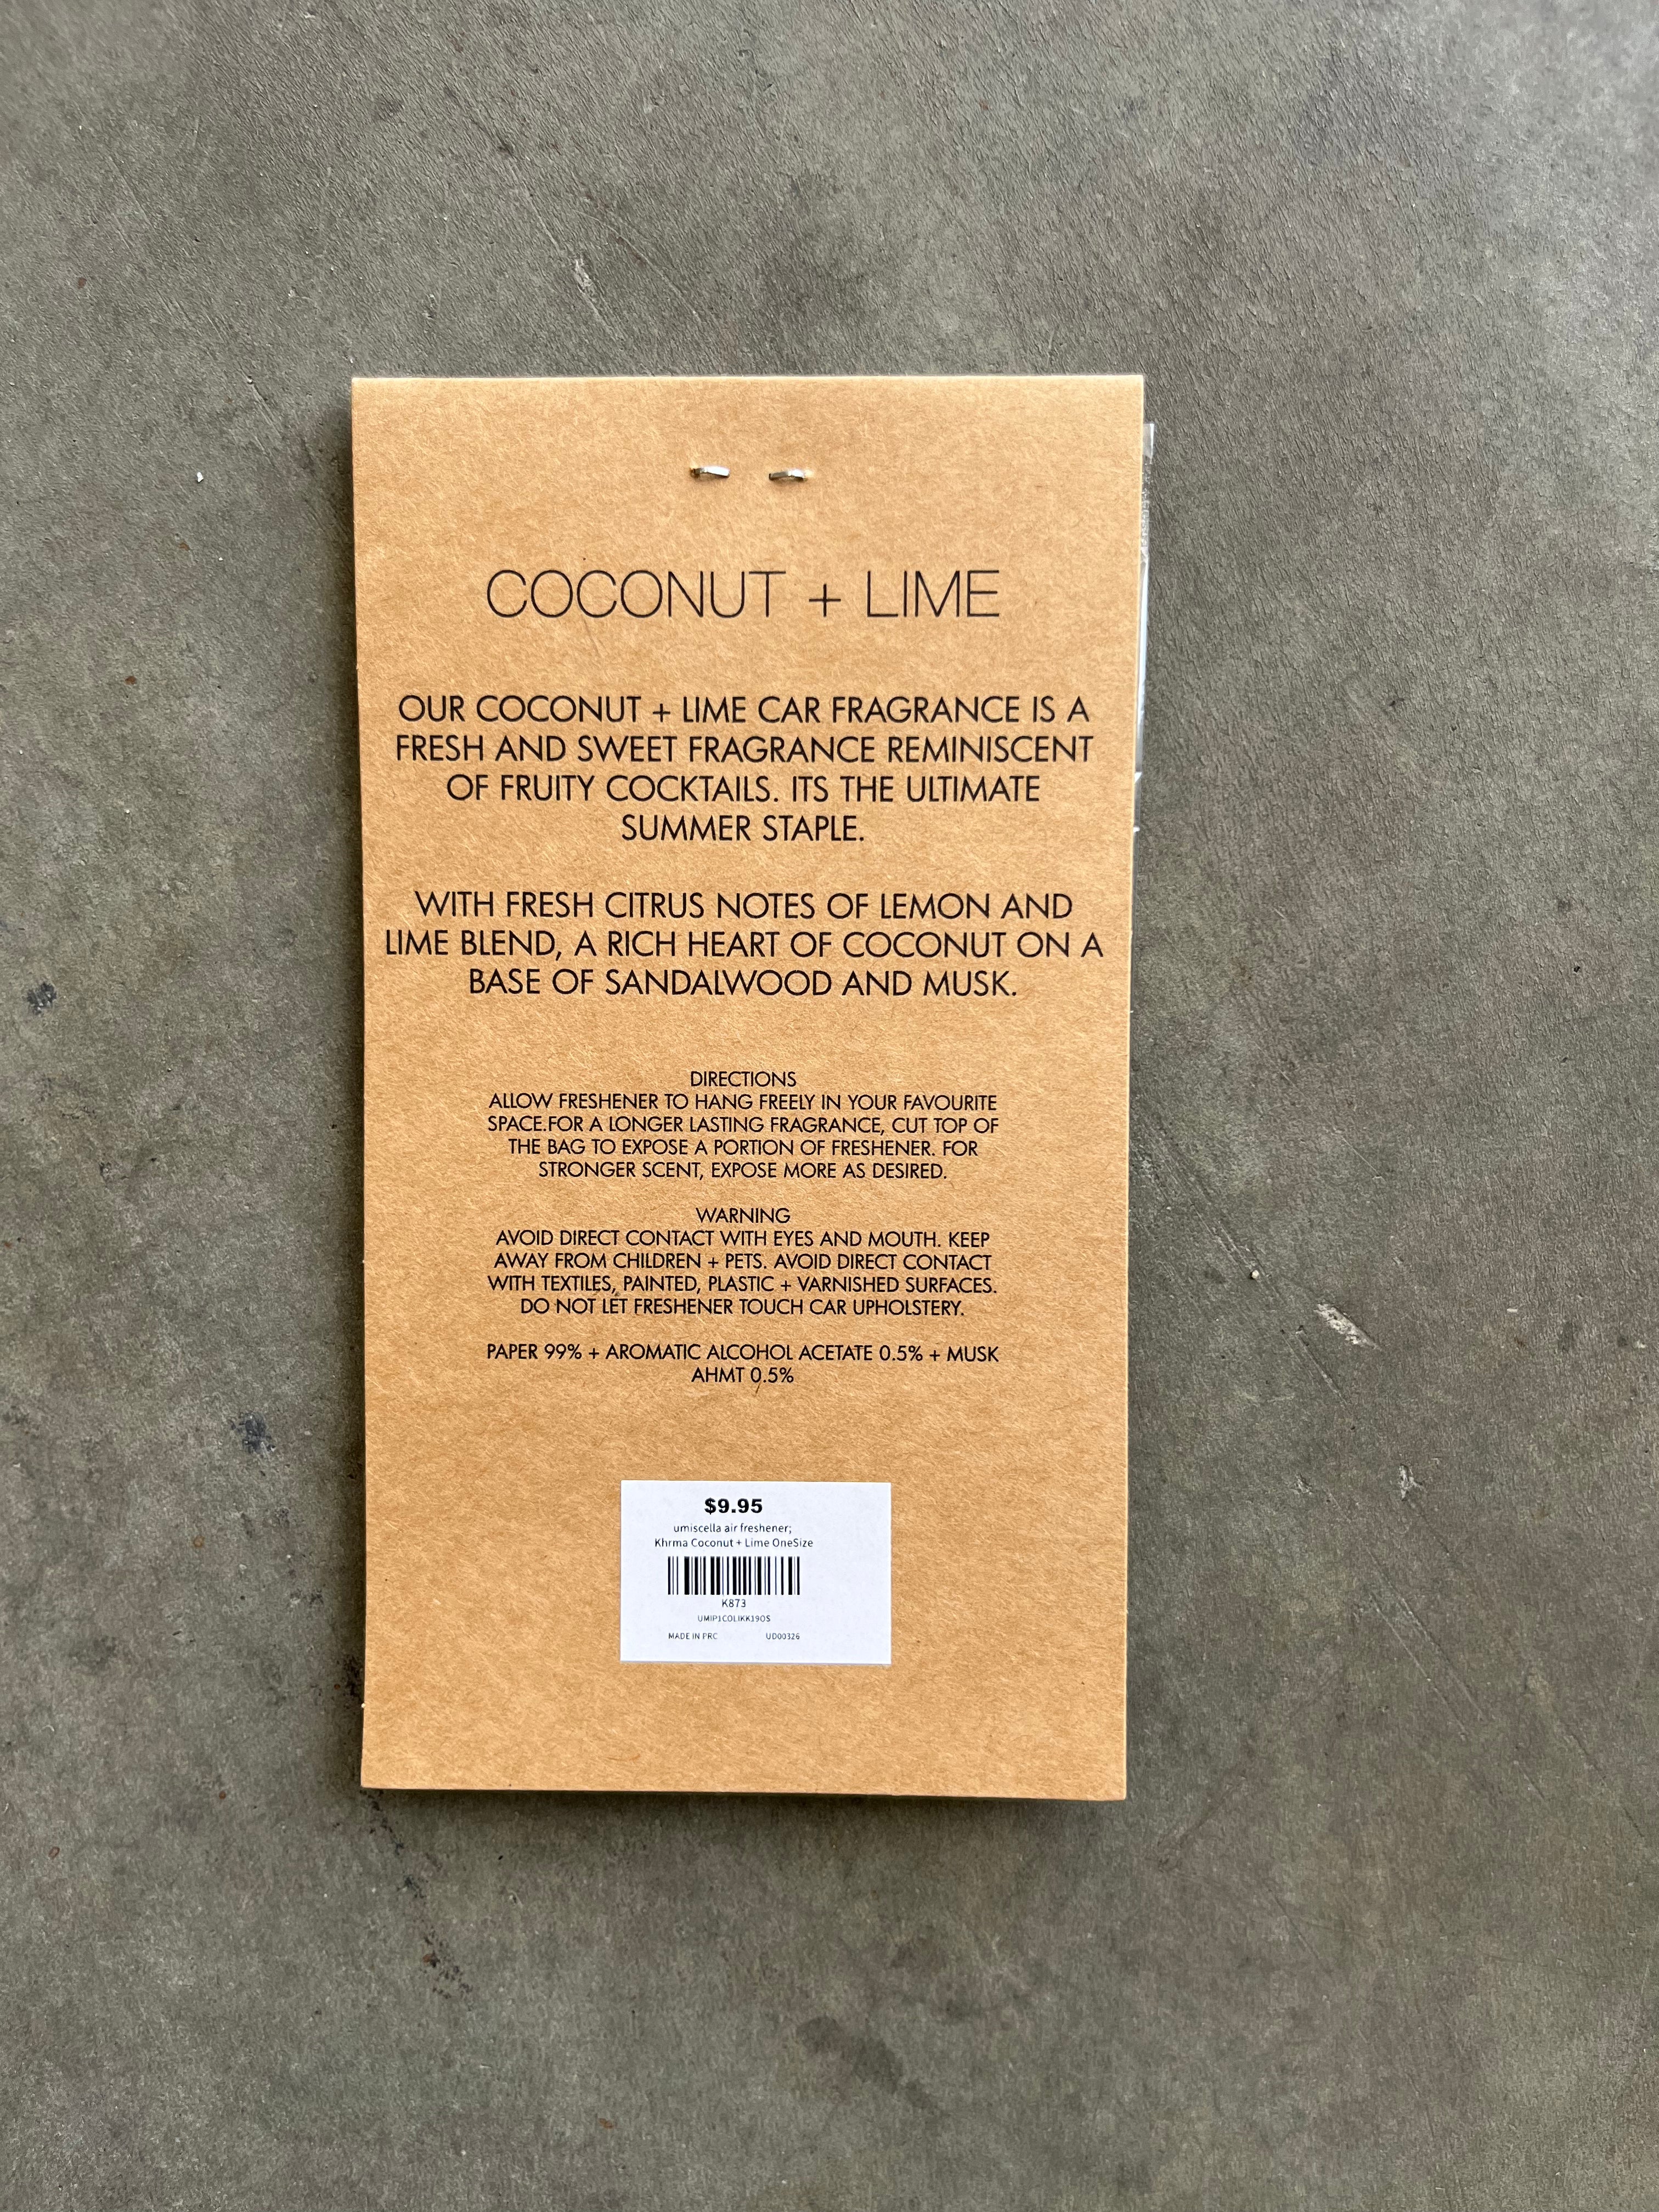 COCONUT + LIME
OUR COCONUT + LIME CAR FRAGRANCE IS A
FRESH AND SWEET FRAGRANCE REMINISCENT
OF FRUITY COCKTAILS. ITS THE ULTIMATE
SUMMER STAPLE.
WITH FRESH CITRUS NOTES OF LEMON AND
LIME BLEND, A RICH HEART OF COCONUT ON A
BASE OF SANDALWOOD AND MUSK.
DIRECTIONS
ALLOW FRESHENER TO HANG FREELY IN YOUR FAVOURITE
SPACE.FOR A LONGER LASTING FRAGRANCE, CUT TOP OF
THE BAG TO EXPOSE A PORTION OF FRESHENER. FOR
STRONGER SCENT, EXPOSE MORE AS DESIRED.
WARNING
AVOID DIRECT CONTACT WITH EYES AND MOUTH. KEEP
AWAY FROM CHILDREN + PETS. AVOID DIRECT CONTACT
WITH TEXTILES, PAINTED, PLASTIC + VARNISHED SURFACES.
DO NOT LET FRESHENER TOUCH CAR UPHOLSTERY.
PAPER 99% + AROMATIC ALCOHOL ACETATE 0.5% + MUSK
AHMT 0.5%
$9.95
umiscella air freshener;
Khrma Coconut + Lime OneSize
K873
UMIP1COLIKK19OS
MADE IN PRC UD00326